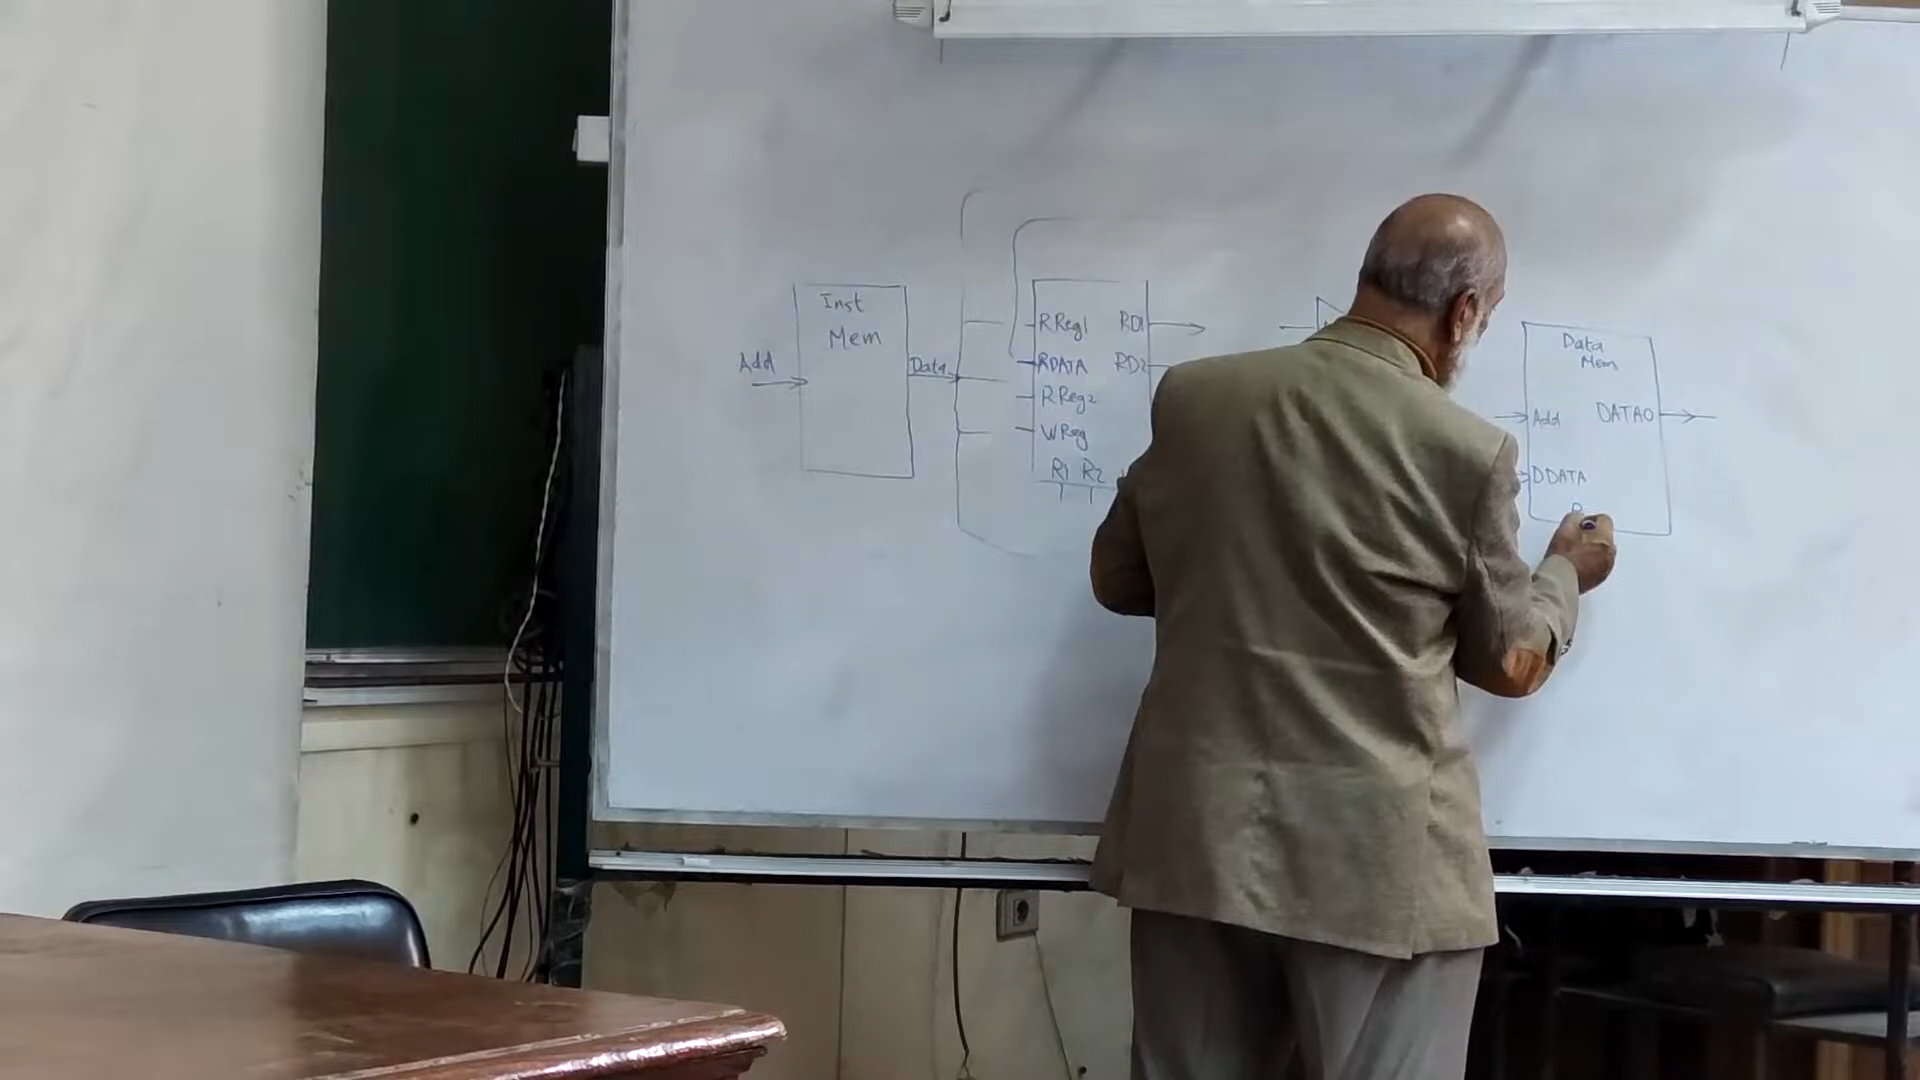 Inst
Mem
Add
Data
RReg1
RD1
RDATA
RD2
RReg2
WReg
R1 R2
Data
Mem
Add
DATAO
DDATA
R